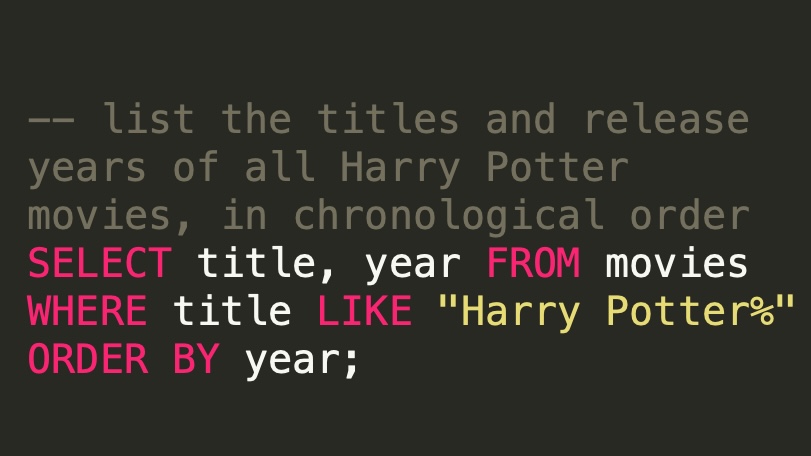 -- list the titles and release
years of all Harry Potter
movies, in chronological order
SELECT title, year FROM movies
WHERE title LIKE "Harry Potter%"
ORDER BY year;